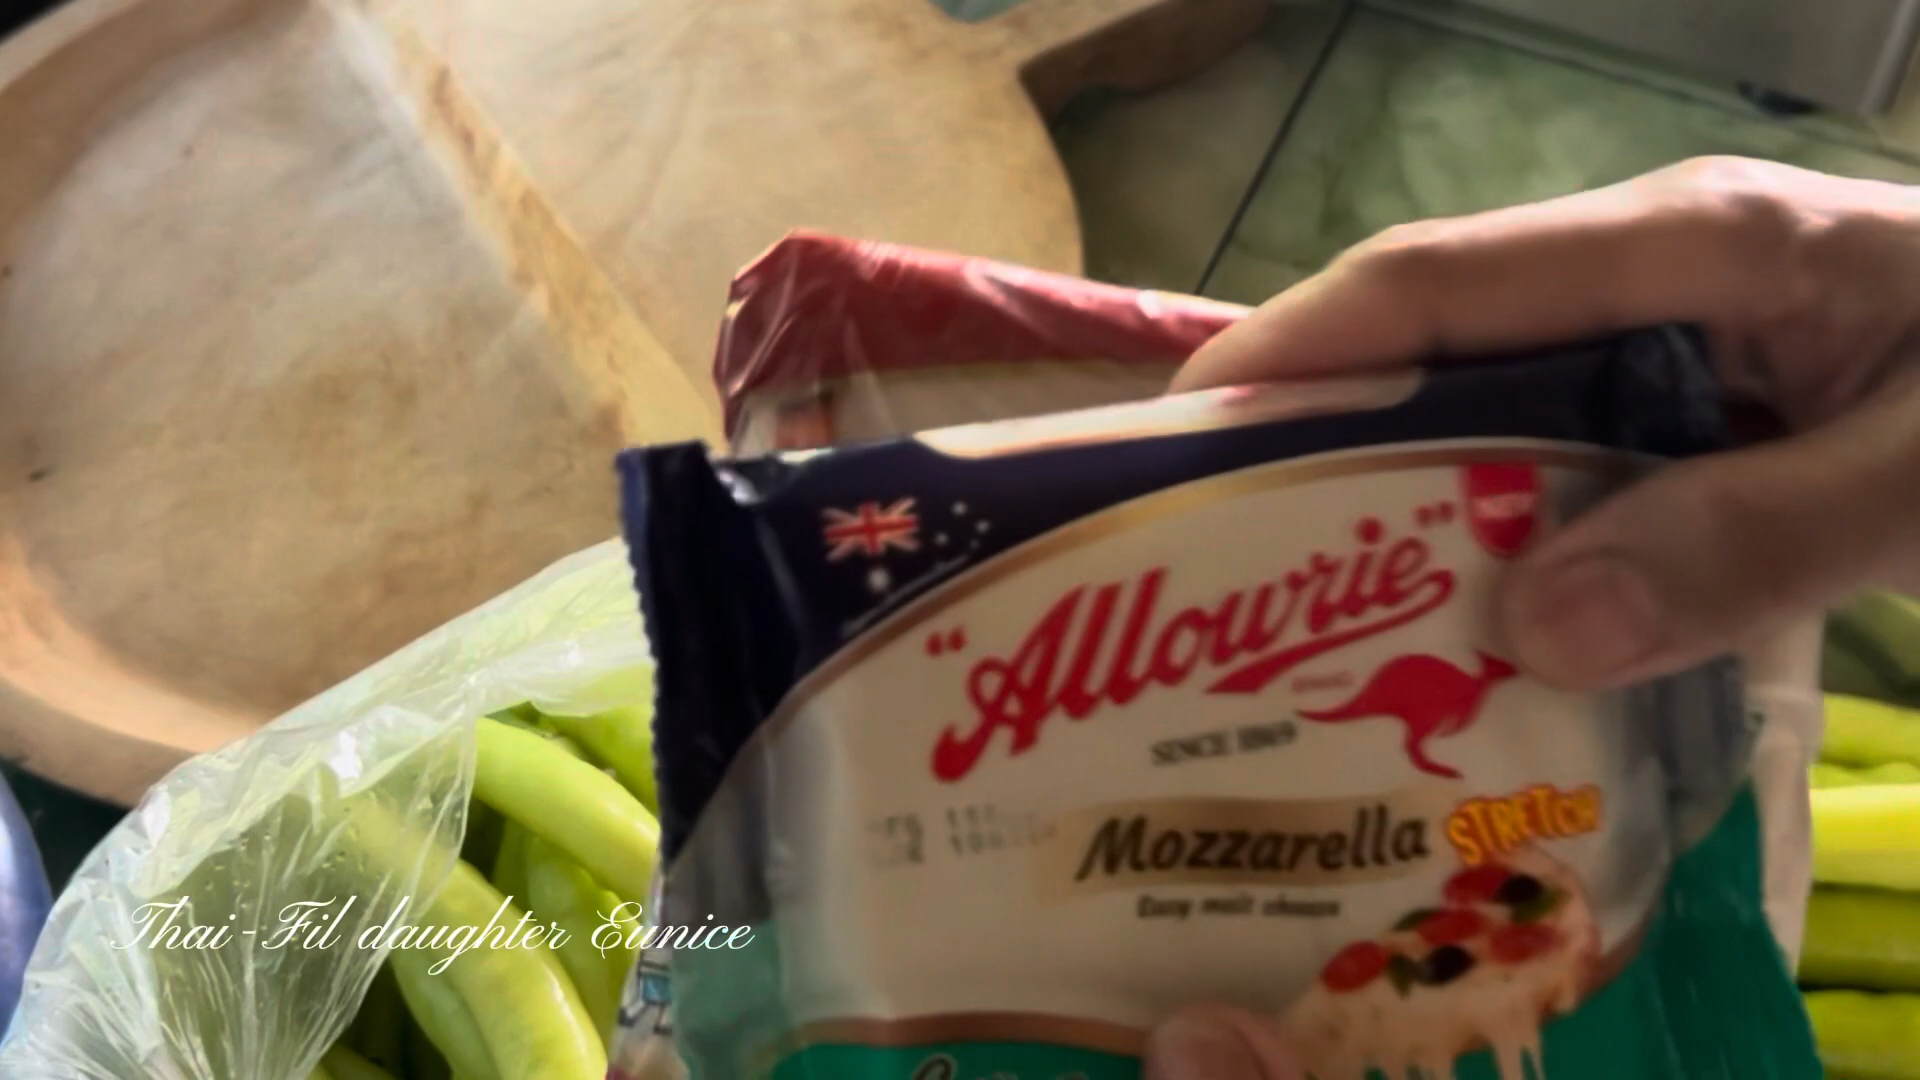 "Allowrie"
SINCE 1869
Mozzarella STRETCH
Easy melt cheese
Thai-Fil daughter Eunice